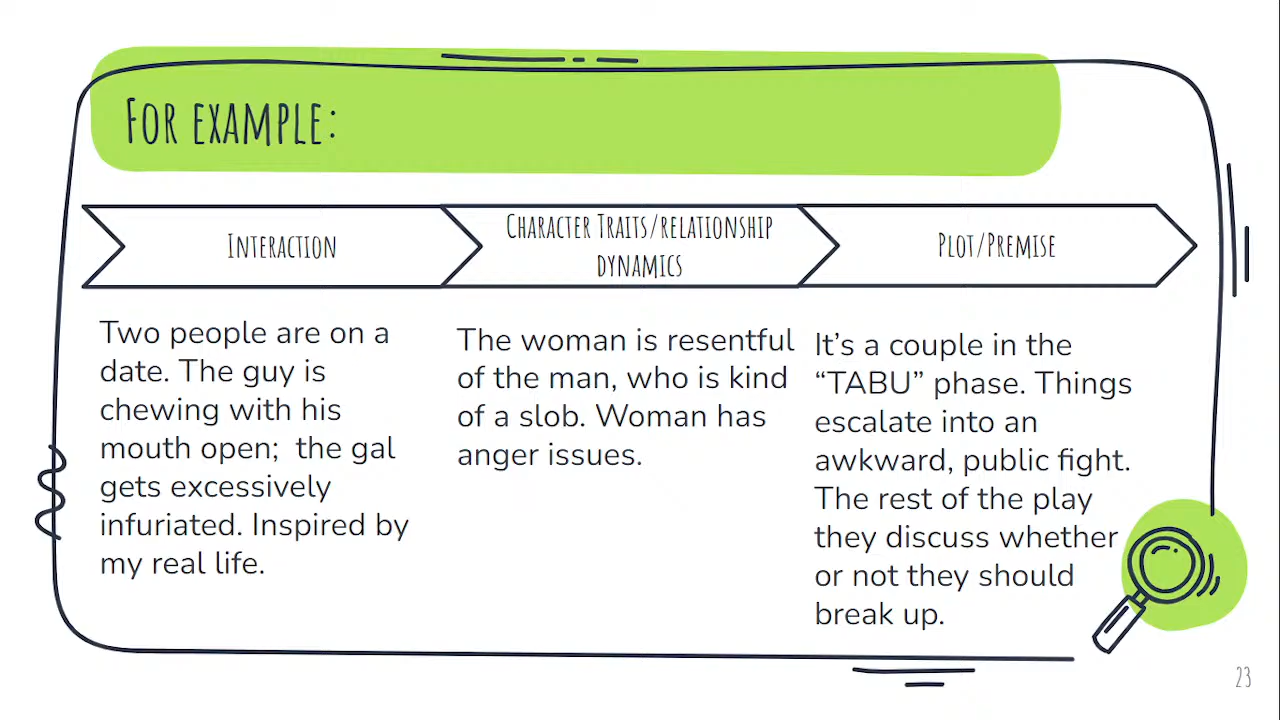 FOR EXAMPLE:
INTERACTION
CHARACTER TRAITS/RELATIONSHIP
DYNAMICS
PLOT/PREMISE
Two people are on a
date. The guy is
chewing with his
mouth open;  the gal
gets excessively
infuriated. Inspired by
my real life.
The woman is resentful
of the man, who is kind
of a slob. Woman has
anger issues.
It’s a couple in the
“TABU” phase. Things
escalate into an
awkward, public fight.
The rest of the play
they discuss whether
or not they should
break up.
23